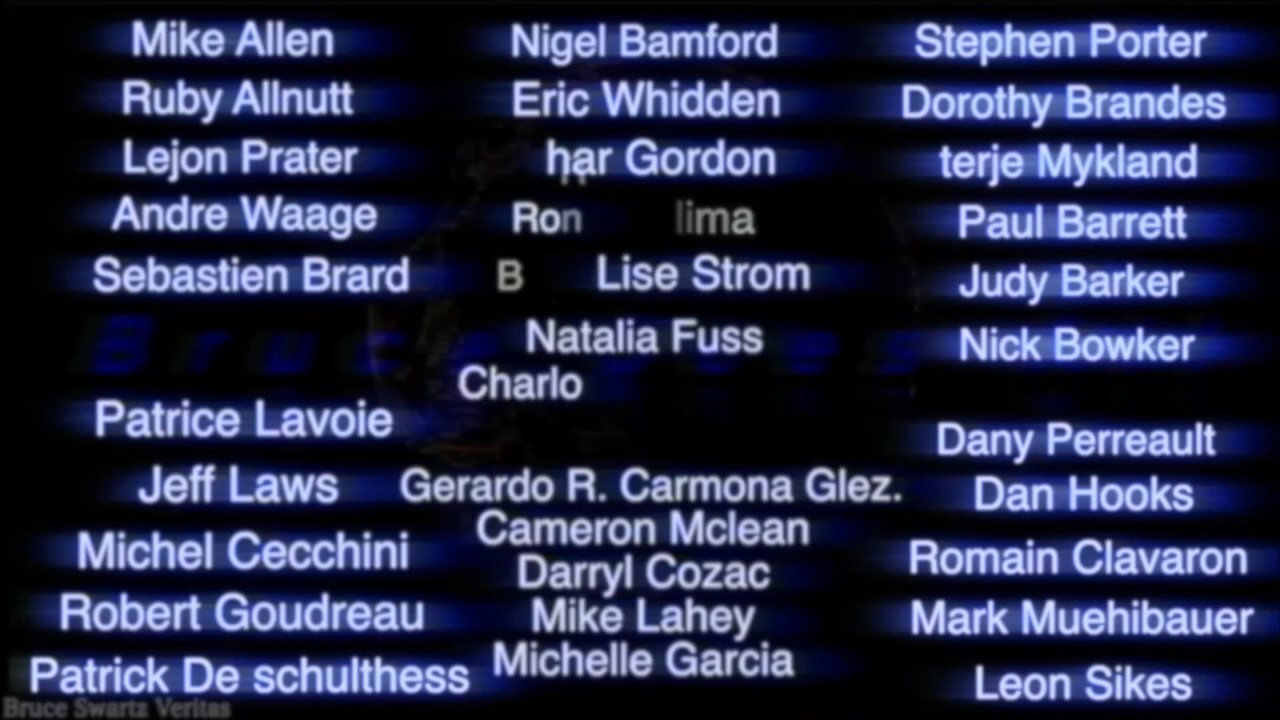 Mike Allen
Ruby Allnutt
Lejon Prater
Andre Waage
Sebastien Brard
Patrice Lavoie
Jeff Laws
Michel Cecchini
Robert Goudreau
Patrick De schulthess
Nigel Bamford
Eric Whidden
Gordon
Lise Strom
Natalia Fuss
Gerardo R. Carmona Glez.
Cameron Mclean
Darryl Cozac
Mike Lahey
Michelle Garcia
Stephen Porter
Dorothy Brandes
terje Mykland
Paul Barrett
Judy Barker
Nick Bowker
Dany Perreault
Dan Hooks
Romain Clavaron
Mark Muehibauer
Leon Sikes
Bruce Swartz Veritas